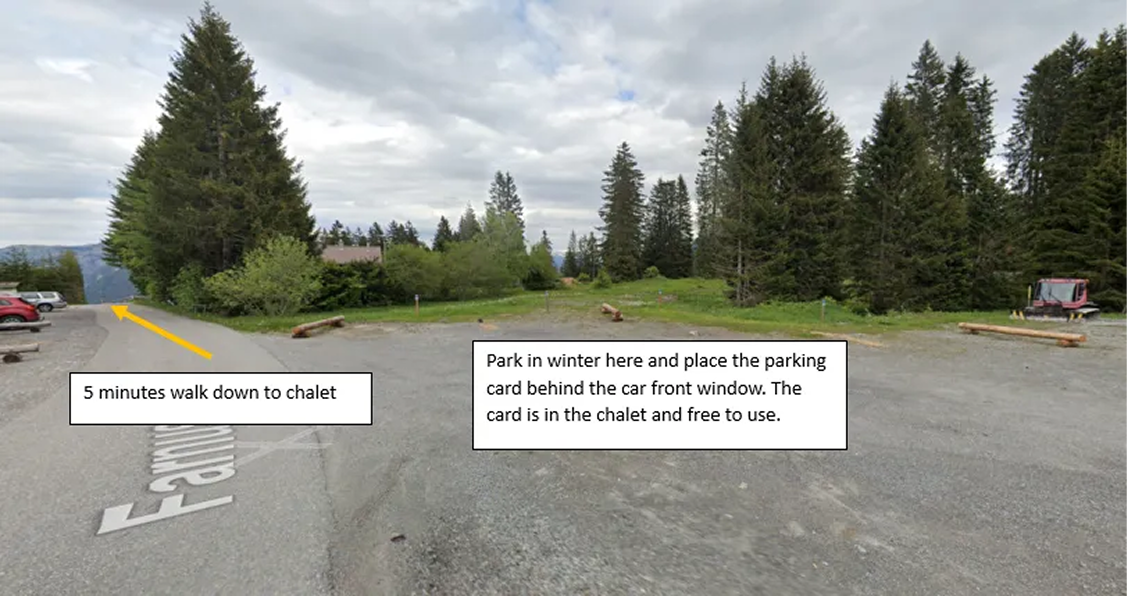 5 minutes walk down to chalet
Park in winter here and place the parking
card behind the car front window. The
card is in the chalet and free to use.